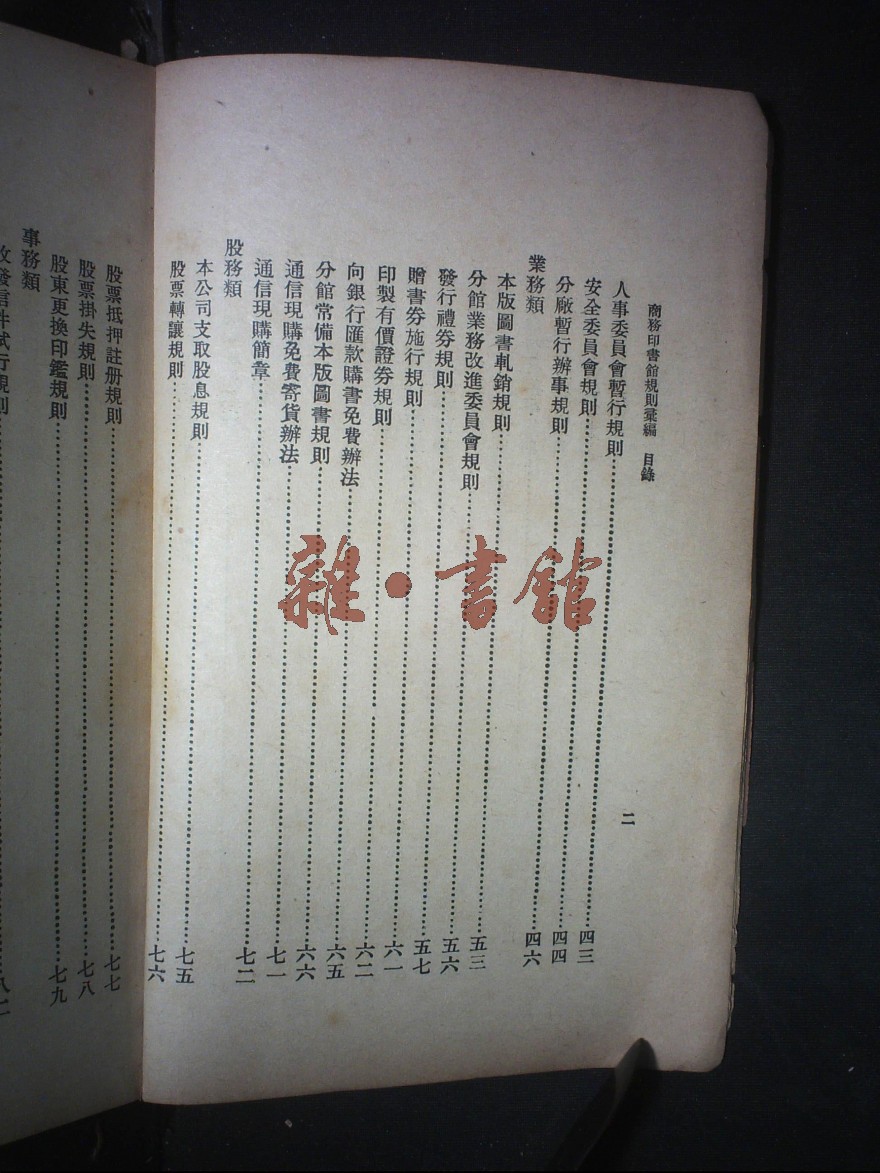 商務印書館規則彙編 目錄 二
人事委員會暫行規則……四三
安全委員會規則……四四
分廠暫行辦事規則……四六
業務類
本版圖書軋銷規則……五三
分館業務改進委員會規則……五六
發行禮券規則……五七
贈書券施行規則……六一
印製有價證券規則……六二
向銀行匯款購書免費辦法……六五
分館常備本版圖書規則……六六
通信現購免費寄貨辦法……七一
通信現購簡章……七二
股務類
本公司支取股息規則……七五
股票轉讓規則……七六
股票抵押註册規則……七七
股票掛失規則……七八
股東更換印鑑規則……七九
事務類
雜·書館